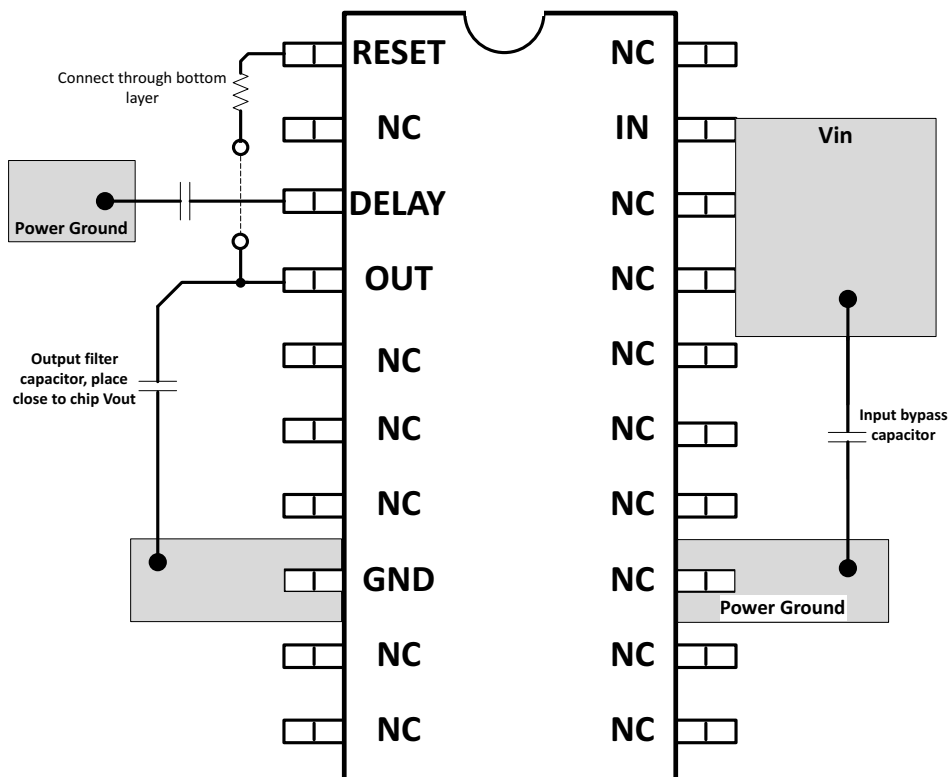 RESET
NC
Connect through bottom
layer
NC
IN
Vin
DELAY
NC
Power Ground
OUT
NC
NC
NC
Output filter
capacitor, place
close to chip Vout
NC
NC
Input bypass
capacitor
NC
NC
GND
NC
Power Ground
NC
NC
NC
NC